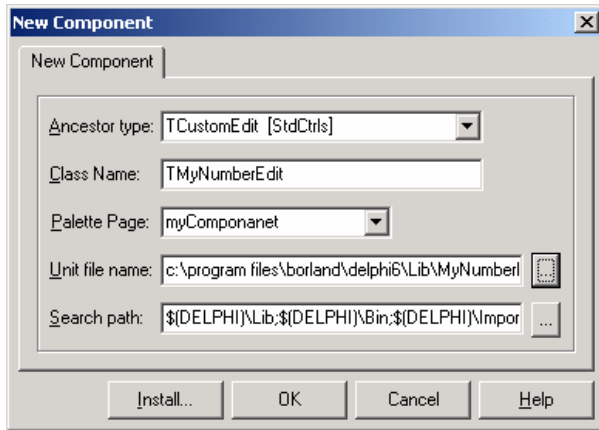 New Component
New Component
Ancestor type: TCustomEdit [StdCtrls]
Class Name: TMyNumberEdit
Palette Page: myComponanet
Unit file name: c:\program files\borland\delphi6\Lib\MyNumberI ...
Search path: $(DELPHI)\Lib;$(DELPHI)\Bin;$(DELPHI)\Impor ...
Install... OK Cancel Help